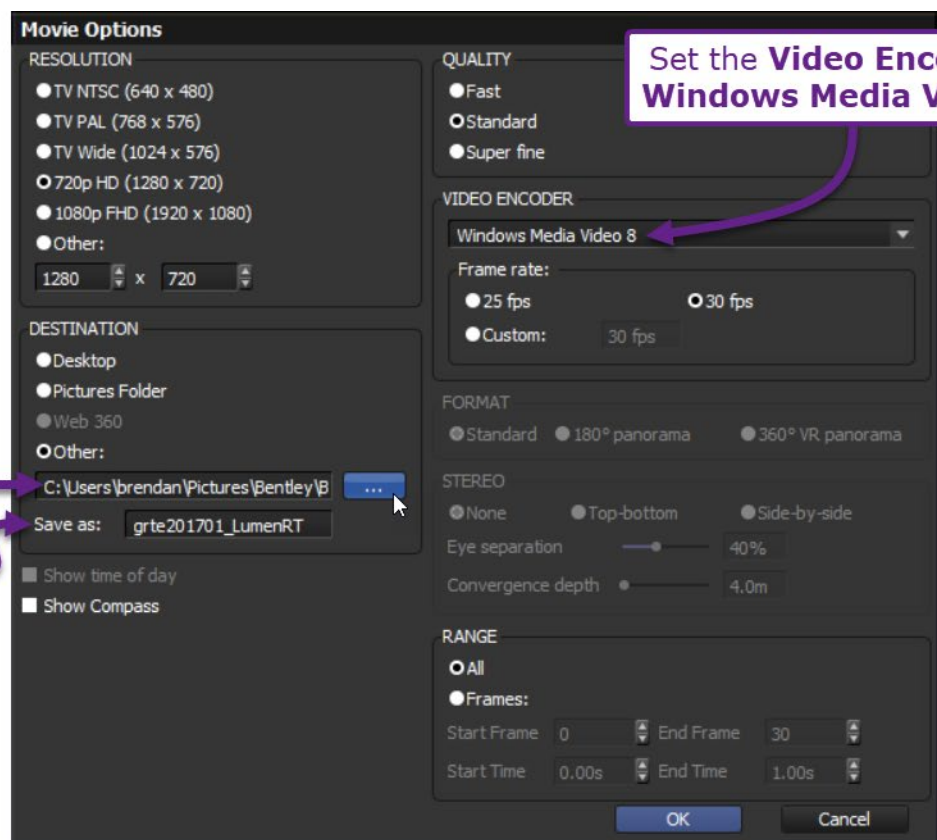 Movie Options
RESOLUTION
TV NTSC (640 x 480)
TV PAL (768 x 576)
TV Wide (1024 x 576)
720p HD (1280 x 720)
1080p FHD (1920 x 1080)
Other:
1280 x 720
DESTINATION
Desktop
Pictures Folder
Web 360
Other:
C:\Users\brendan\Pictures\Bentley\B ...
Save as: grte201701_LumenRT
Show time of day
Show Compass
QUALITY
Fast
Standard
Super fine
Set the Video Enc
Windows Media V
VIDEO ENCODER
Windows Media Video 8
Frame rate:
25 fps 30 fps
Custom: 30 fps
FORMAT
Standard 180° panorama 360° VR panorama
STEREO
None Top-bottom Side-by-side
Eye separation 40%
Convergence depth 4.0m
RANGE
All
Frames:
Start Frame 0 End Frame 30
Start Time 0.00s End Time 1.00s
OK Cancel